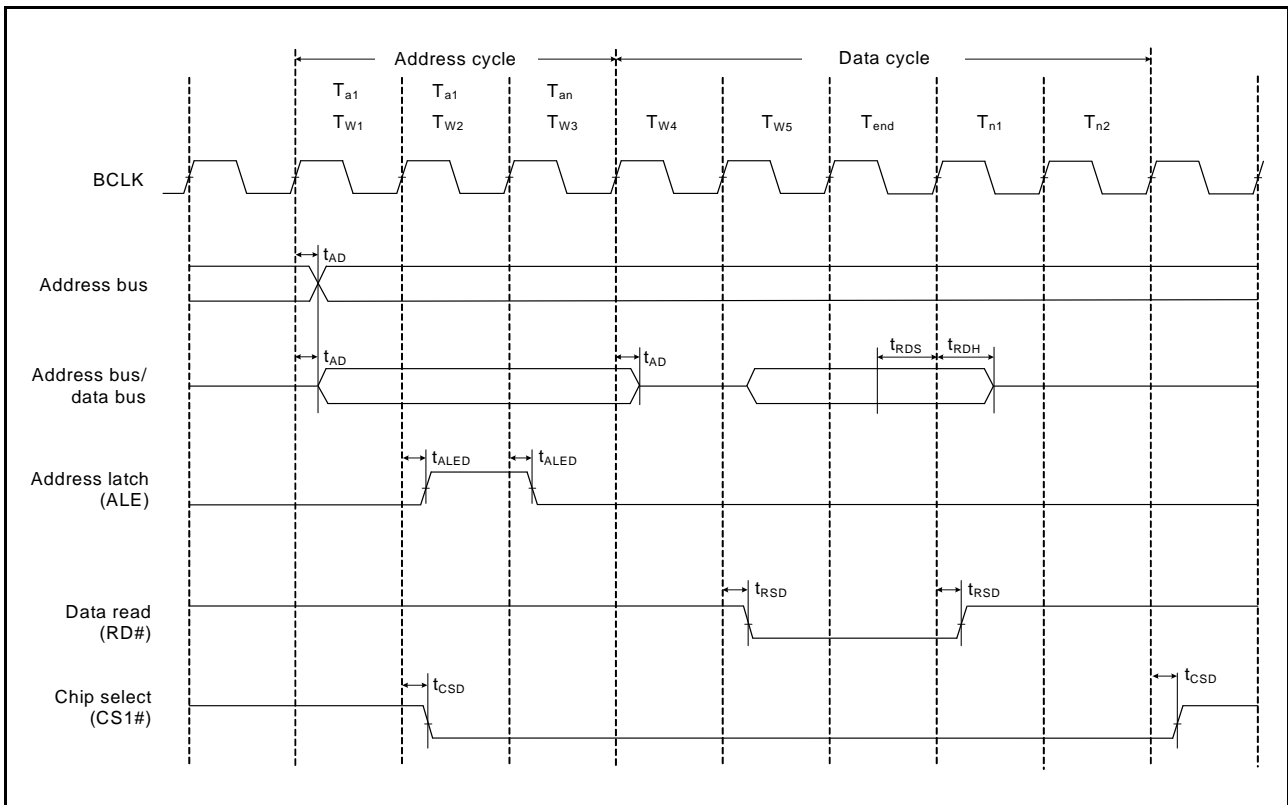 Address cycle
Data cycle
Ta1
Ta1
Tan
TW1
TW2
TW3
TW4
TW5
Tend
Tn1
Tn2
BCLK
tAD
Address bus
tAD
tAD
tRDS
tRDH
Address bus/
data bus
tALED
tALED
Address latch
(ALE)
tRSD
tRSD
Data read
(RD#)
tCSD
tCSD
Chip select
(CS1#)